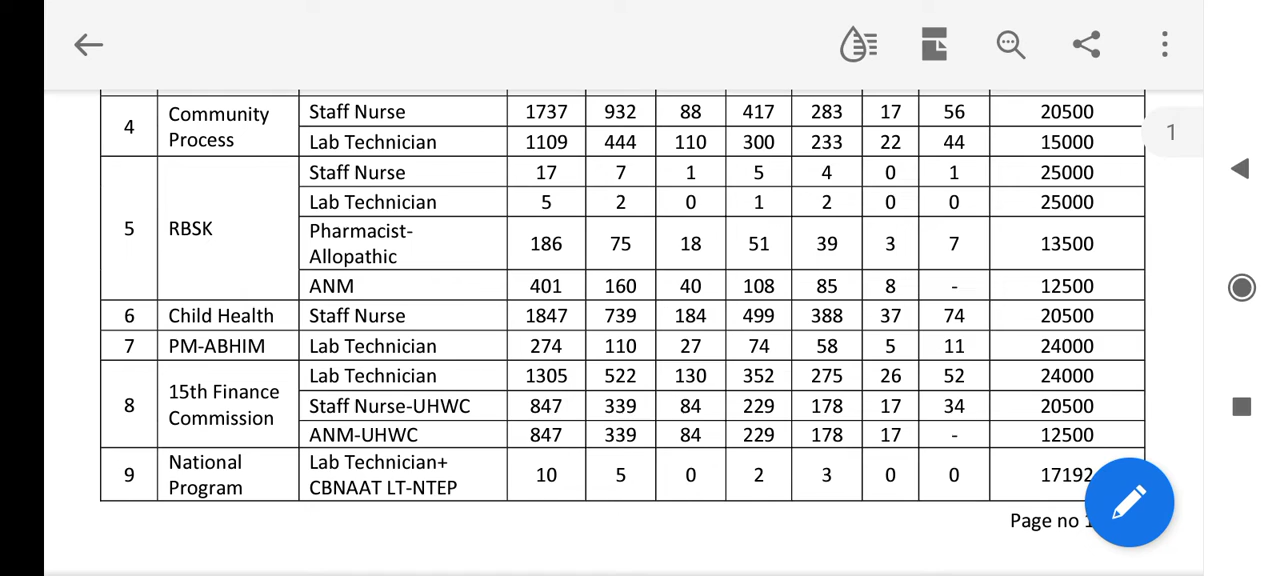 4 Community Process Staff Nurse 1737 932 88 417 283 17 56 20500
Lab Technician 1109 444 110 300 233 22 44 15000
5 RBSK Staff Nurse 17 7 1 5 4 0 1 25000
Lab Technician 5 2 0 1 2 0 0 25000
Pharmacist-Allopathic 186 75 18 51 39 3 7 13500
ANM 401 160 40 108 85 8 - 12500
6 Child Health Staff Nurse 1847 739 184 499 388 37 74 20500
7 PM-ABHIM Lab Technician 274 110 27 74 58 5 11 24000
8 15th Finance Commission Lab Technician 1305 522 130 352 275 26 52 24000
Staff Nurse-UHWC 847 339 84 229 178 17 34 20500
ANM-UHWC 847 339 84 229 178 17 - 12500
9 National Program Lab Technician+ CBNAAT LT-NTEP 10 5 0 2 3 0 0 17192
Page no 1
1